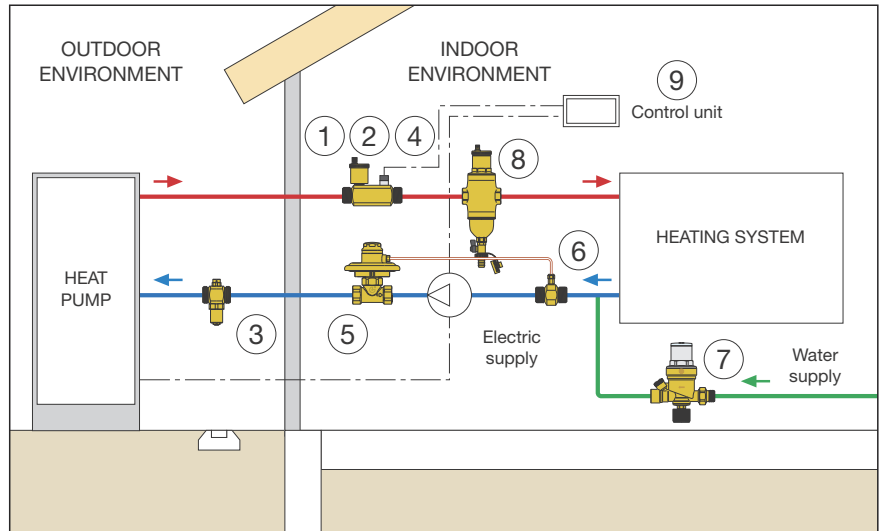 OUTDOOR
ENVIRONMENT
INDOOR
ENVIRONMENT
9
Control unit
1
2
4
8
HEAT
PUMP
HEATING SYSTEM
6
3
5
Electric
supply
7
Water
supply